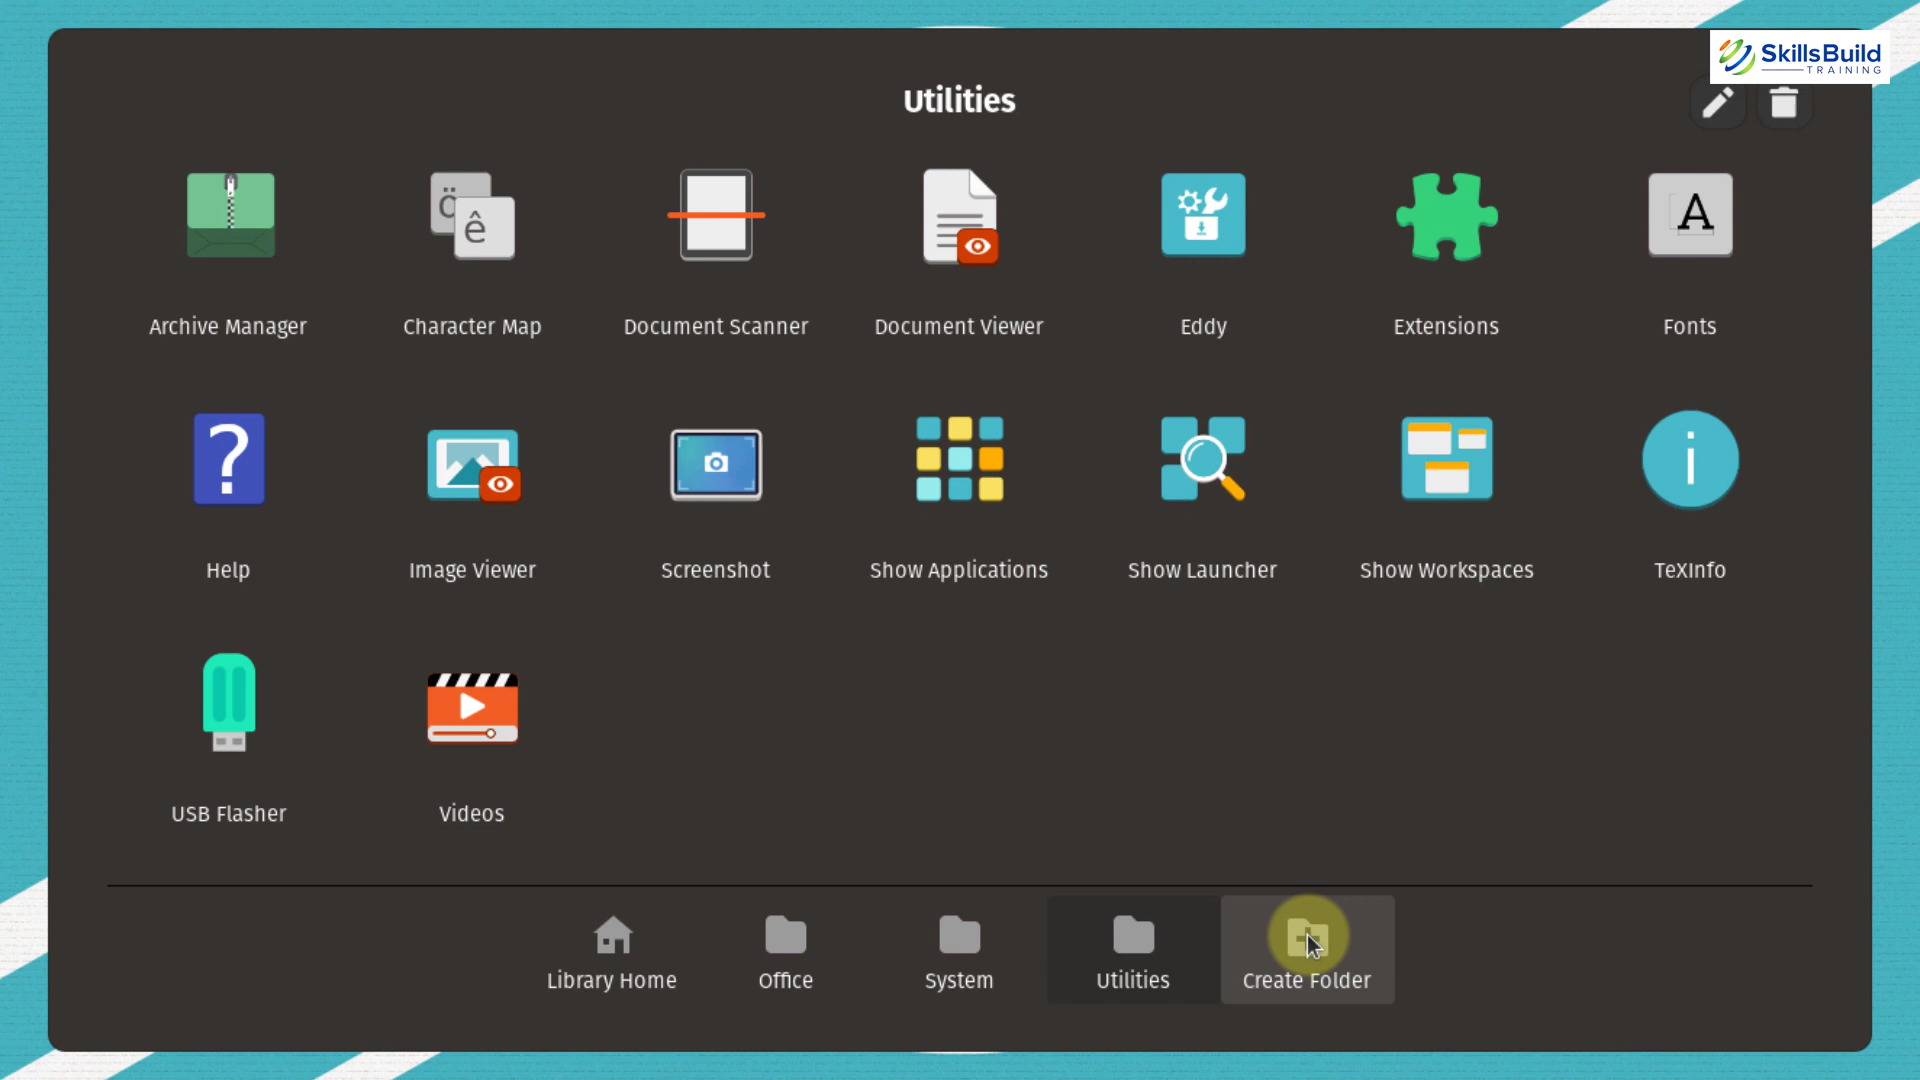 SkillsBuild
TRAINING
Utilities
Archive Manager
Character Map
Document Scanner
Document Viewer
Eddy
Extensions
Fonts
Help
Image Viewer
Screenshot
Show Applications
Show Launcher
Show Workspaces
TeXInfo
USB Flasher
Videos
Library Home
Office
System
Utilities
Create Folder